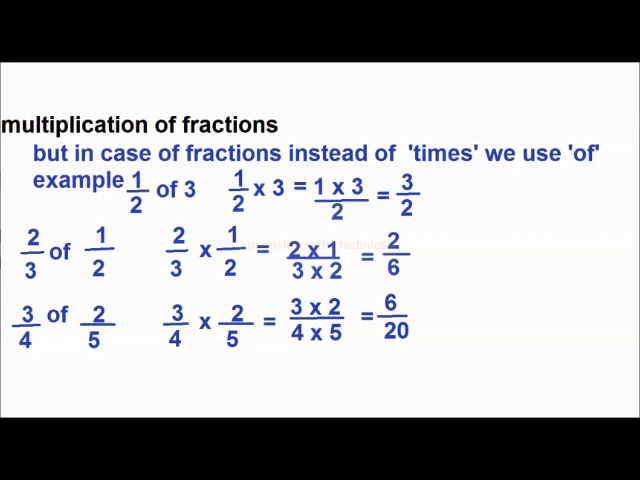 multiplication of fractions
but in case of fractions instead of 'times' we use 'of'
example 1/2 of 3 1/2 x 3 = 1 x 3/2 = 3/2
2/3 of 1/2 2/3 x 1/2 = 2 x 1/3 x 2 = 2/6
3/4 of 2/5 3/4 x 2/5 = 3 x 2/4 x 5 = 6/20